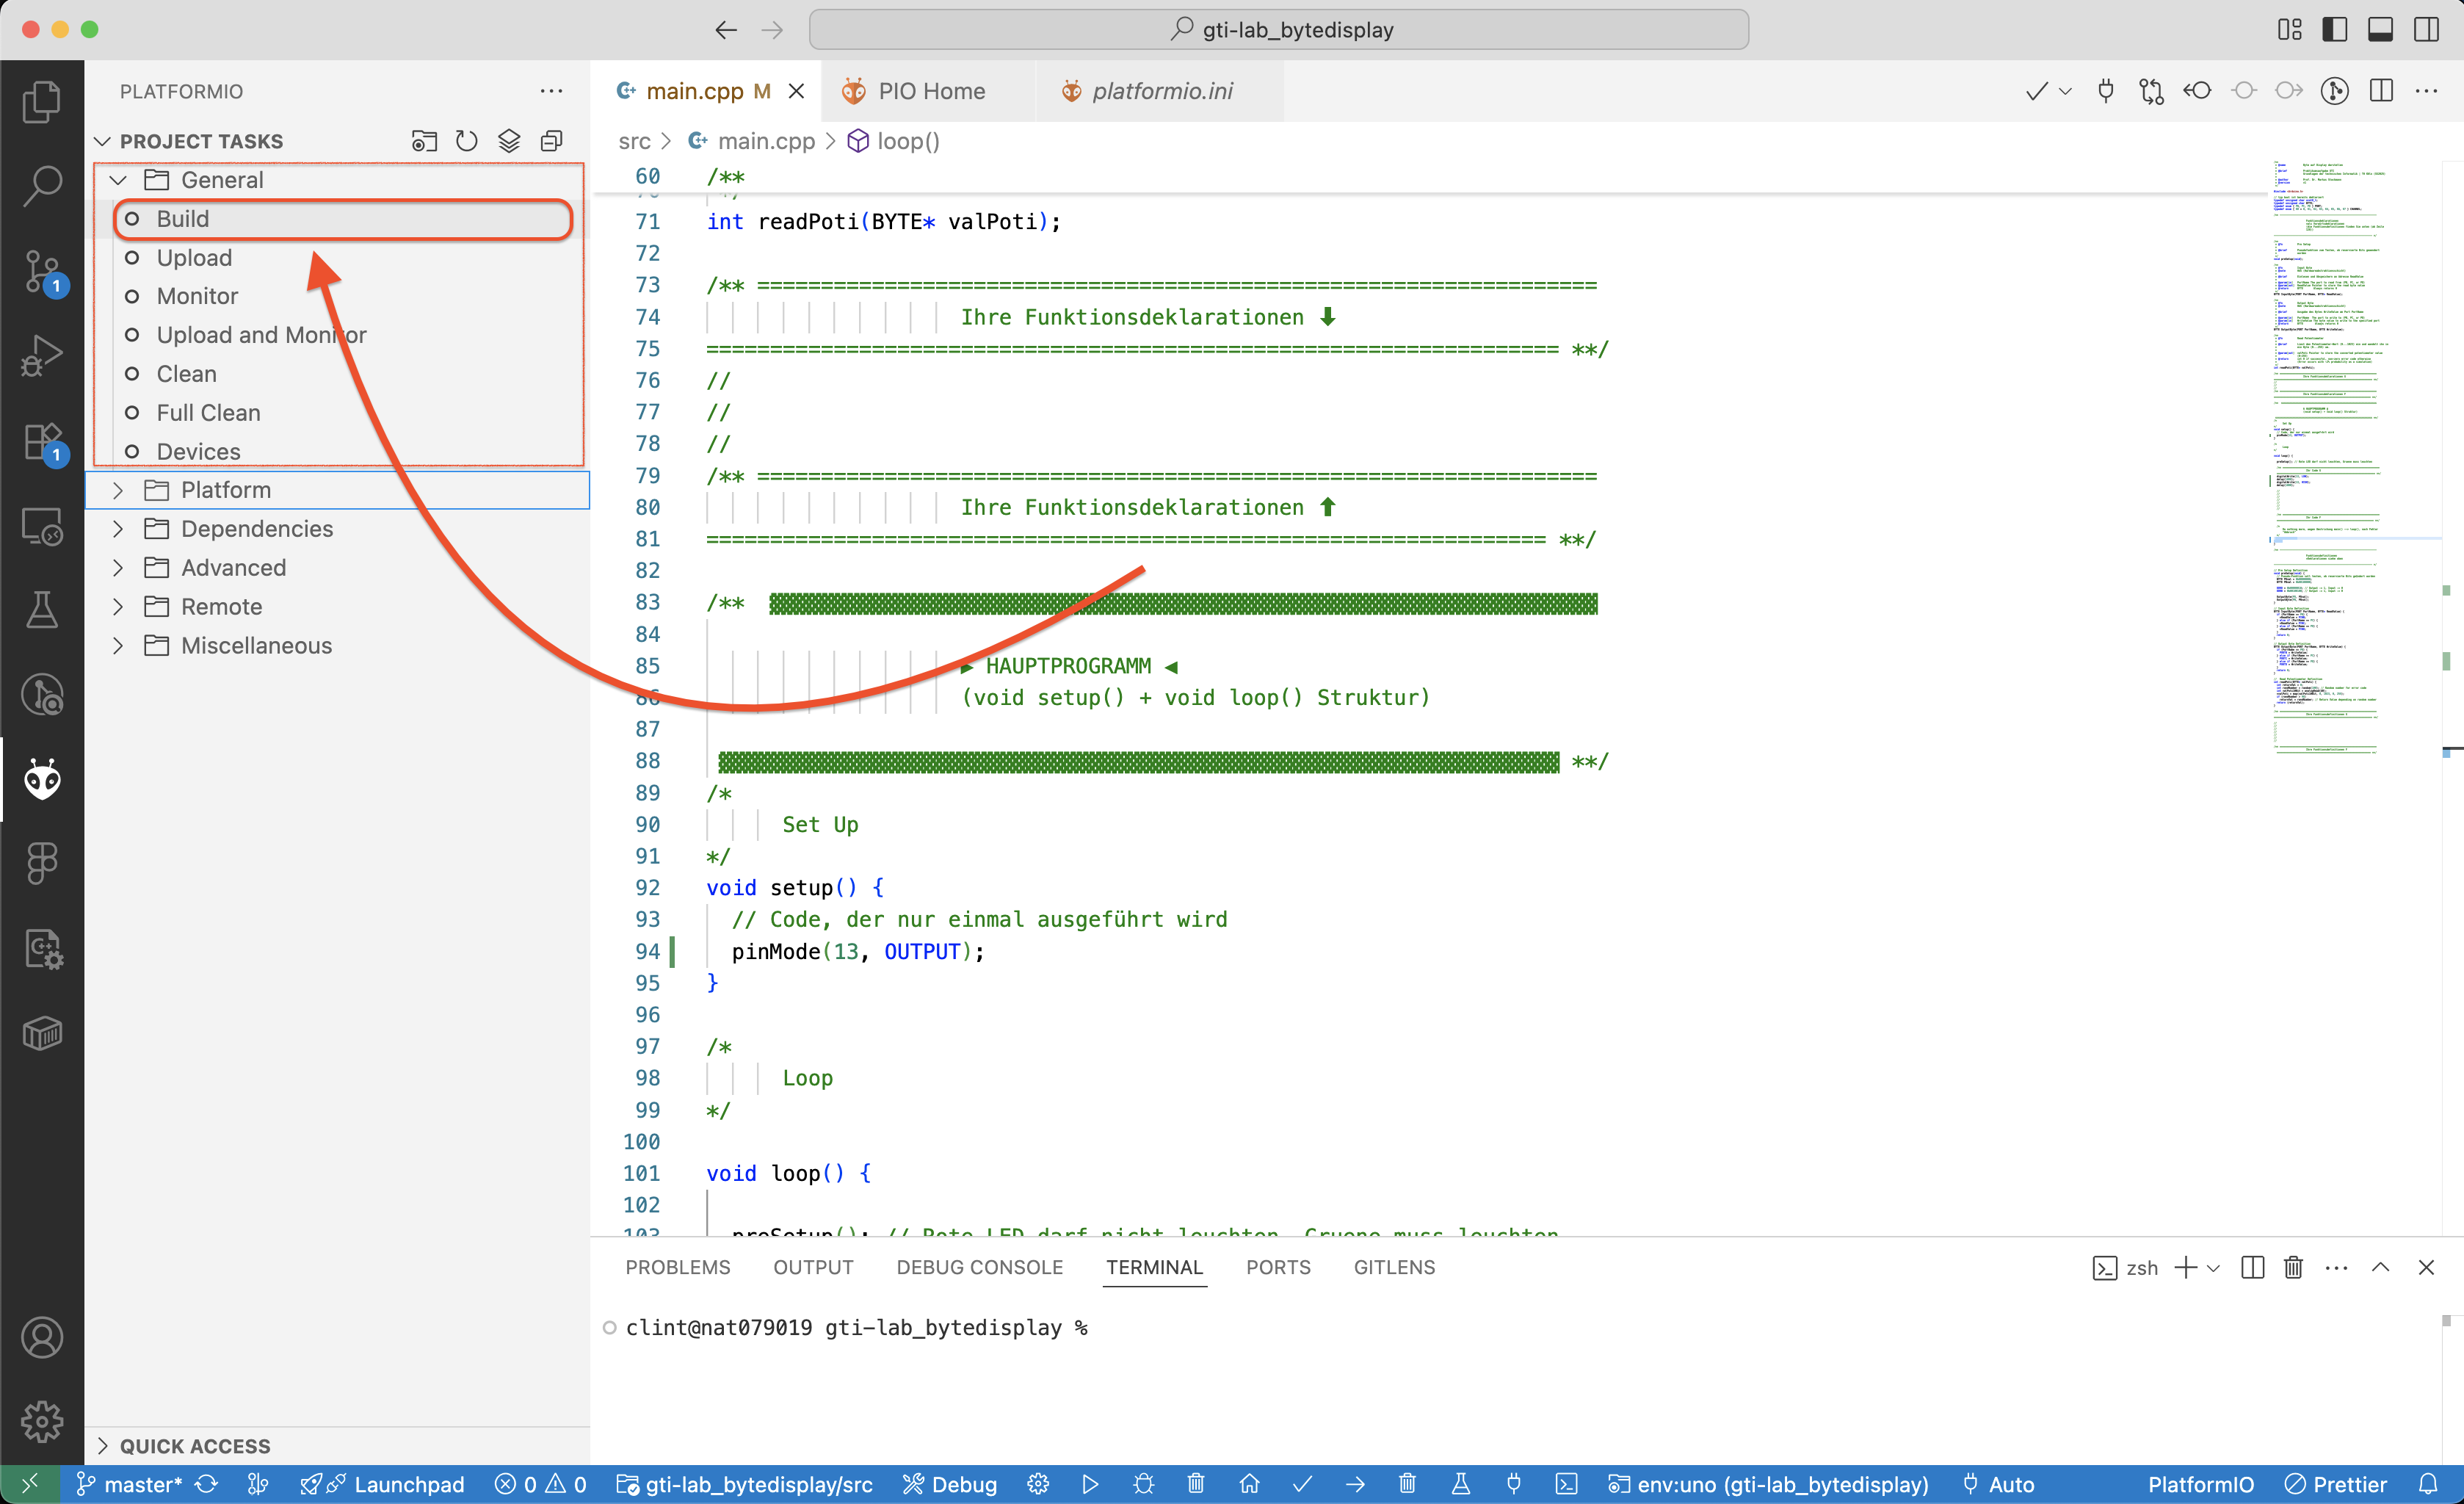 gti-lab_bytedisplay
PLATFORMIO
PROJECT TASKS
General
Build
Upload
Monitor
Upload and Monitor
Clean
Full Clean
Devices
Platform
Dependencies
Advanced
Remote
Miscellaneous
QUICK ACCESS
1
1
main.cpp M
PIO Home
platformio.ini
src > main.cpp > loop()
60 /**
71 int readPoti(BYTE* valPoti);
72
73 /** ==================================================================
74 Ihre Funktionsdeklarationen ⬇
75 =================================================================== **/
76 //
77 //
78 //
79 /** ==================================================================
80 Ihre Funktionsdeklarationen ⬆
81 ================================================================== **/
82
83 /**
84
85 ► HAUPTPROGRAMM ◄
86 (void setup() + void loop() Struktur)
87
88 **/
89 /*
90 Set Up
91 */
92 void setup() {
93 // Code, der nur einmal ausgeführt wird
94 pinMode(13, OUTPUT);
95 }
96
97 /*
98 Loop
99 */
100
101 void loop() {
102
103 preSetup(); // Rote LED darf nicht leuchten, Gruene muss leuchten
PROBLEMS OUTPUT DEBUG CONSOLE TERMINAL PORTS GITLENS
zsh
clint@nat079019 gti-lab_bytedisplay %
master* Launchpad 0 0 gti-lab_bytedisplay/src Debug env:uno (gti-lab_bytedisplay) Auto PlatformIO Prettier